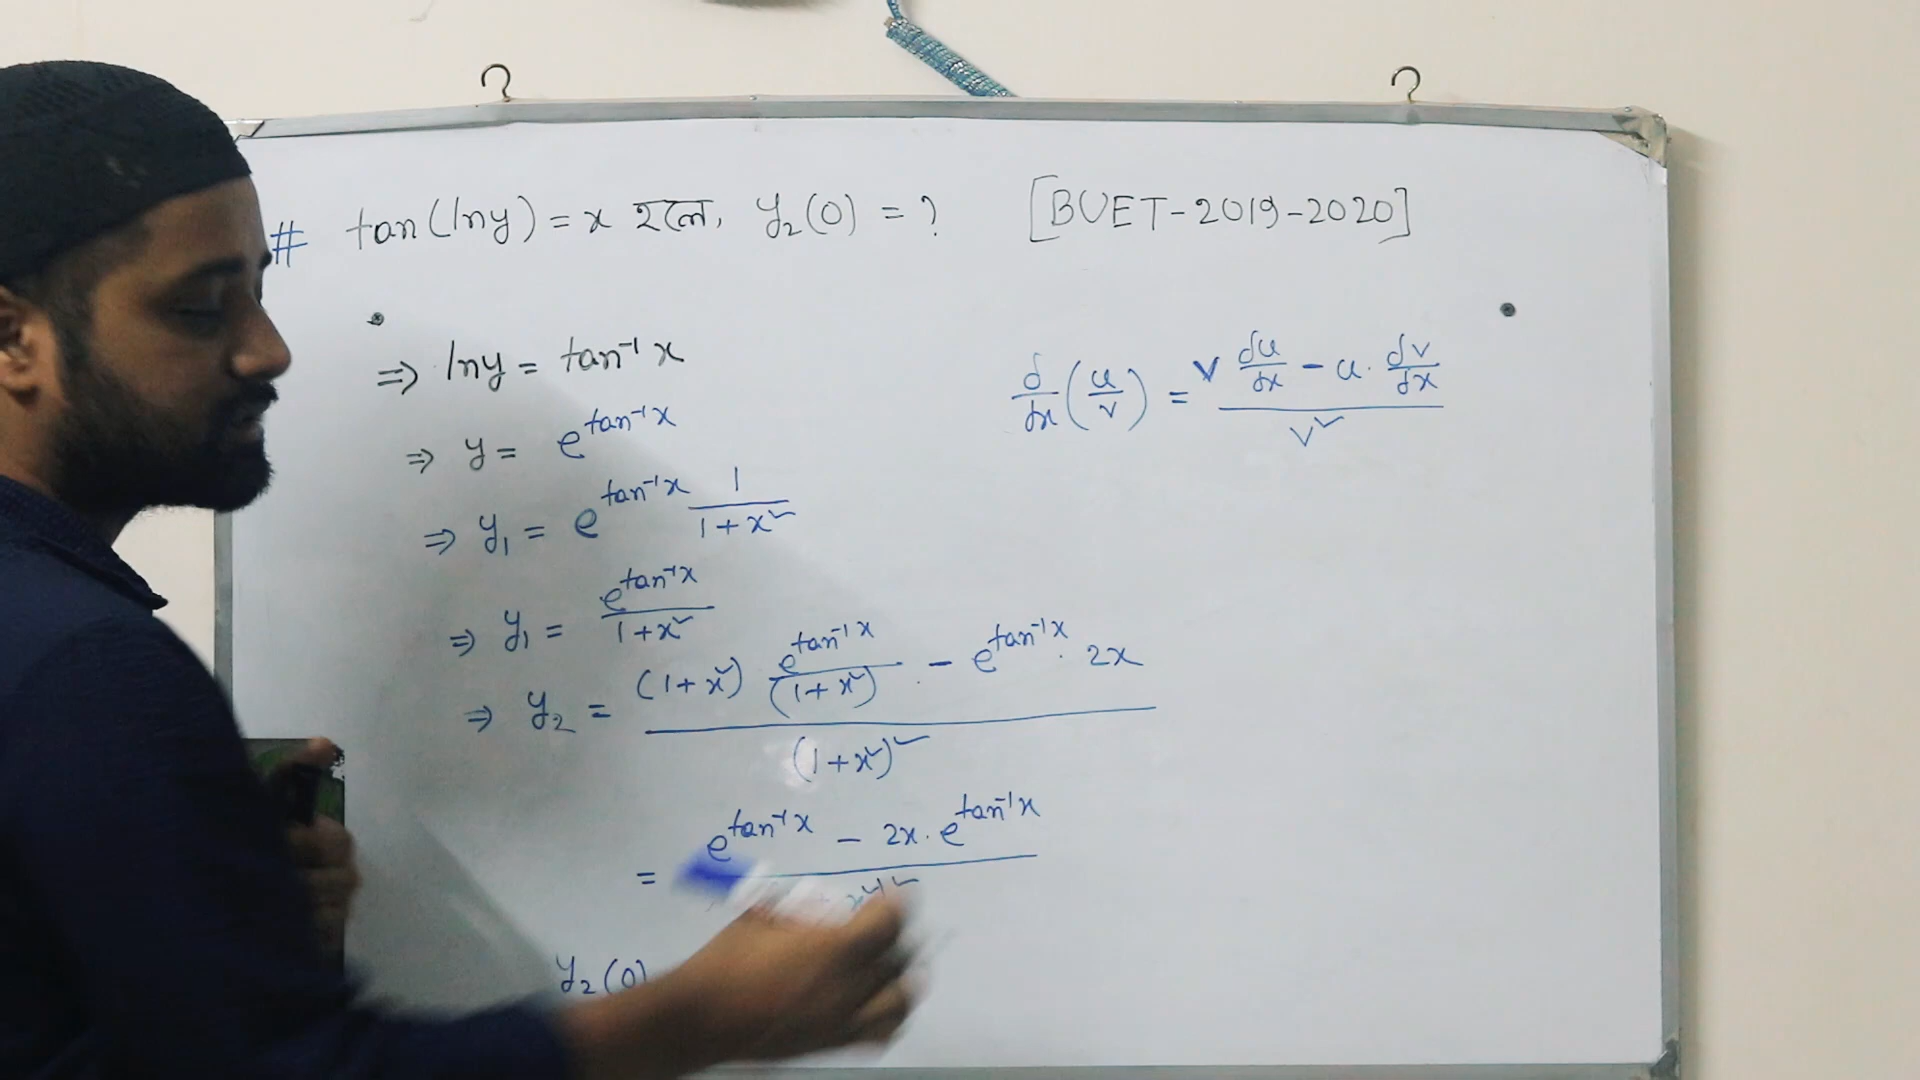 # tan(lny) = x হলে, y₂(0) = ? [BUET-2019-2020]
⇒ lny = tan⁻¹x
d/dx (u/v) = (v du/dx - u. dv/dx) / v²
⇒ y = e^(tan⁻¹x)
⇒ y₁ = e^(tan⁻¹x) 1/(1+x²)
⇒ y₁ = e^(tan⁻¹x) / (1+x²)
⇒ y₂ = ((1+x²) e^(tan⁻¹x)/(1+x²) . - e^(tan⁻¹x) . 2x) / (1+x²)²
= e^(tan⁻¹x) - 2x. e^(tan⁻¹x)
y₂(0)